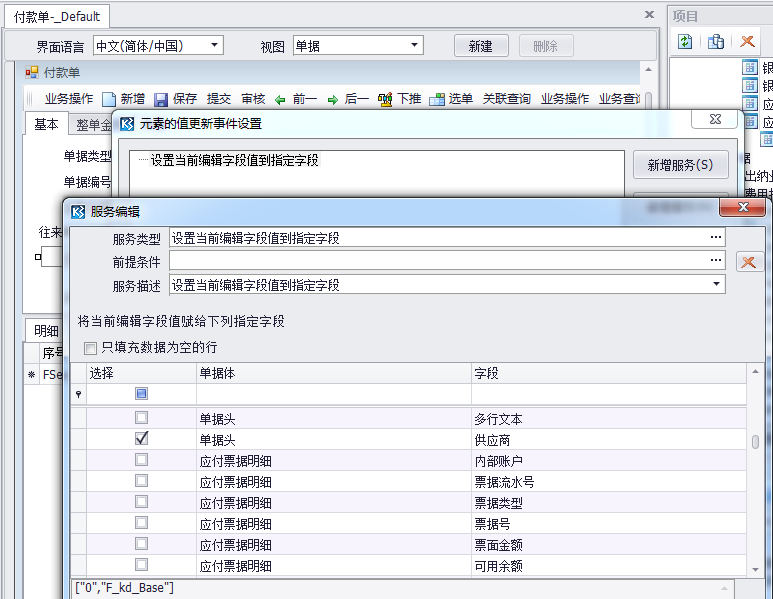 付款单-_Default
项目
界面语言 中文(简体/中国) 视图 单据 新建 删除
付款单
业务操作 新增 保存 提交 审核 前一 后一 下推 选单 关联查询 业务操作 业务查
基本 整单金
元素的值更新事件设置
单据类型
设置当前编辑字段值到指定字段
新增服务(S)
单据编号
出纳业
费用报
服务编辑
往来
服务类型 设置当前编辑字段值到指定字段 ...
前提条件 ...
服务描述 设置当前编辑字段值到指定字段
将当前编辑字段值赋给下列指定字段
明细
只填充数据为空的行
序号
选择 单据体 字段
FSe
单据头 多行文本
单据头 供应商
应付票据明细 内部账户
应付票据明细 票据流水号
应付票据明细 票据类型
应付票据明细 票据号
应付票据明细 票面金额
应付票据明细 可用余额
["0","F_kd_Base"]